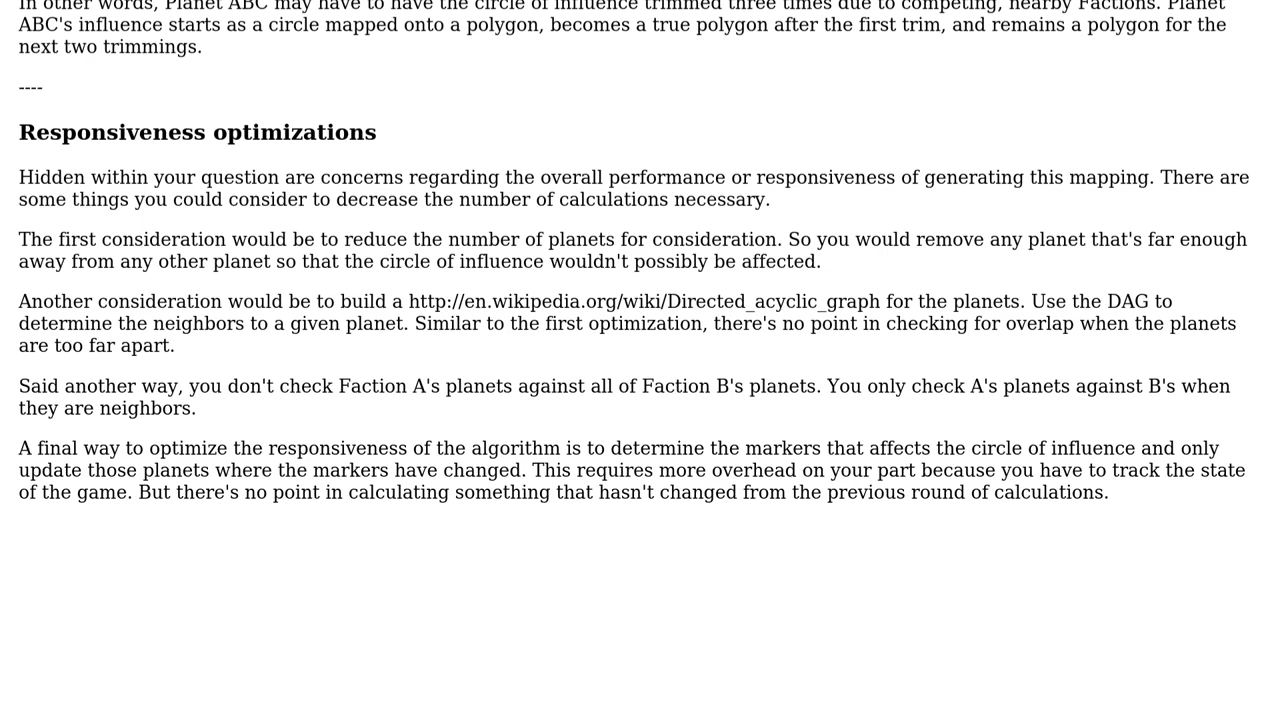 In other words, Planet ABC may have to have the circle of influence trimmed three times due to competing, nearby Factions. Planet
ABC's influence starts as a circle mapped onto a polygon, becomes a true polygon after the first trim, and remains a polygon for the
next two trimmings.
----
Responsiveness optimizations
Hidden within your question are concerns regarding the overall performance or responsiveness of generating this mapping. There are
some things you could consider to decrease the number of calculations necessary.
The first consideration would be to reduce the number of planets for consideration. So you would remove any planet that's far enough
away from any other planet so that the circle of influence wouldn't possibly be affected.
Another consideration would be to build a http://en.wikipedia.org/wiki/Directed_acyclic_graph for the planets. Use the DAG to
determine the neighbors to a given planet. Similar to the first optimization, there's no point in checking for overlap when the planets
are too far apart.
Said another way, you don't check Faction A's planets against all of Faction B's planets. You only check A's planets against B's when
they are neighbors.
A final way to optimize the responsiveness of the algorithm is to determine the markers that affects the circle of influence and only
update those planets where the markers have changed. This requires more overhead on your part because you have to track the state
of the game. But there's no point in calculating something that hasn't changed from the previous round of calculations.